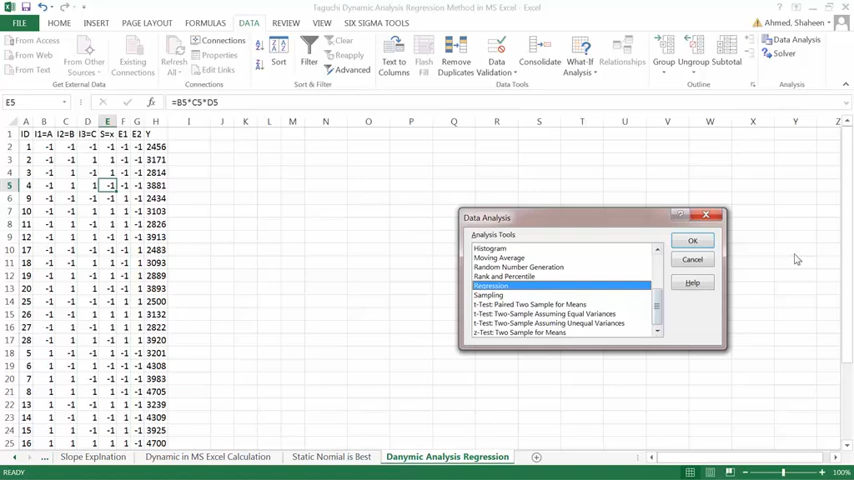 Taguchi Dynamic Analysis Regression Method in MS Excel - Excel
FILE HOME INSERT PAGE LAYOUT FORMULAS DATA REVIEW VIEW SIX SIGMA TOOLS Ahmed, Shaheen
From Access
From Web
From Text
From Other Sources
Existing Connections
Connections
Properties
Edit Links
Sort
Filter
Clear
Reapply
Advanced
Text to Columns
Remove Duplicates
Data Validation
Consolidate
What-If Analysis
Relationships
Group
Ungroup
Subtotal
Data Analysis
Solver
Get External Data Connections Sort & Filter Data Tools Outline Analysis
E5 fx =B5*C5*D5
A B C D E F G H I J K L M N O P Q R S T U V W X Y Z
1 ID I1=A I2=B I3=C S=x E1 E2 Y
2 1 -1 -1 -1 -1 -1 -1 2456
3 2 -1 -1 1 1 -1 -1 3171
4 3 -1 1 -1 1 -1 -1 2814
5 4 -1 1 1 -1 -1 -1 3881
6 9 -1 -1 -1 -1 1 -1 2434
7 10 -1 -1 1 1 1 -1 3103
8 11 -1 1 -1 1 1 -1 2826
9 12 -1 1 1 -1 1 -1 3913
10 17 -1 -1 -1 -1 -1 1 2483
11 18 -1 -1 1 1 -1 1 3093
12 19 -1 1 -1 1 -1 1 2889
13 20 -1 1 1 -1 -1 1 3893
14 25 -1 -1 -1 -1 1 1 2500
15 26 -1 -1 1 1 1 1 3132
16 27 -1 1 -1 1 1 1 2822
17 28 -1 1 1 -1 1 1 3920
18 5 1 -1 -1 1 -1 -1 3201
19 6 1 -1 1 -1 -1 -1 4308
20 7 1 1 -1 -1 -1 -1 3983
21 8 1 1 1 1 -1 -1 4705
22 13 1 -1 -1 1 1 -1 3239
23 14 1 -1 1 -1 1 -1 4309
24 15 1 1 -1 -1 1 -1 3925
25 16 1 1 1 1 1 -1 4700
Data Analysis
Analysis Tools
Histogram
Moving Average
Random Number Generation
Rank and Percentile
Regression
Sampling
t-Test: Paired Two Sample for Means
t-Test: Two-Sample Assuming Equal Variances
t-Test: Two-Sample Assuming Unequal Variances
z-Test: Two Sample for Means
OK
Cancel
Help
... Slope Explnation Dynamic in MS Excel Calculation Static Nomial is Best Danymic Analysis Regression
READY 100%